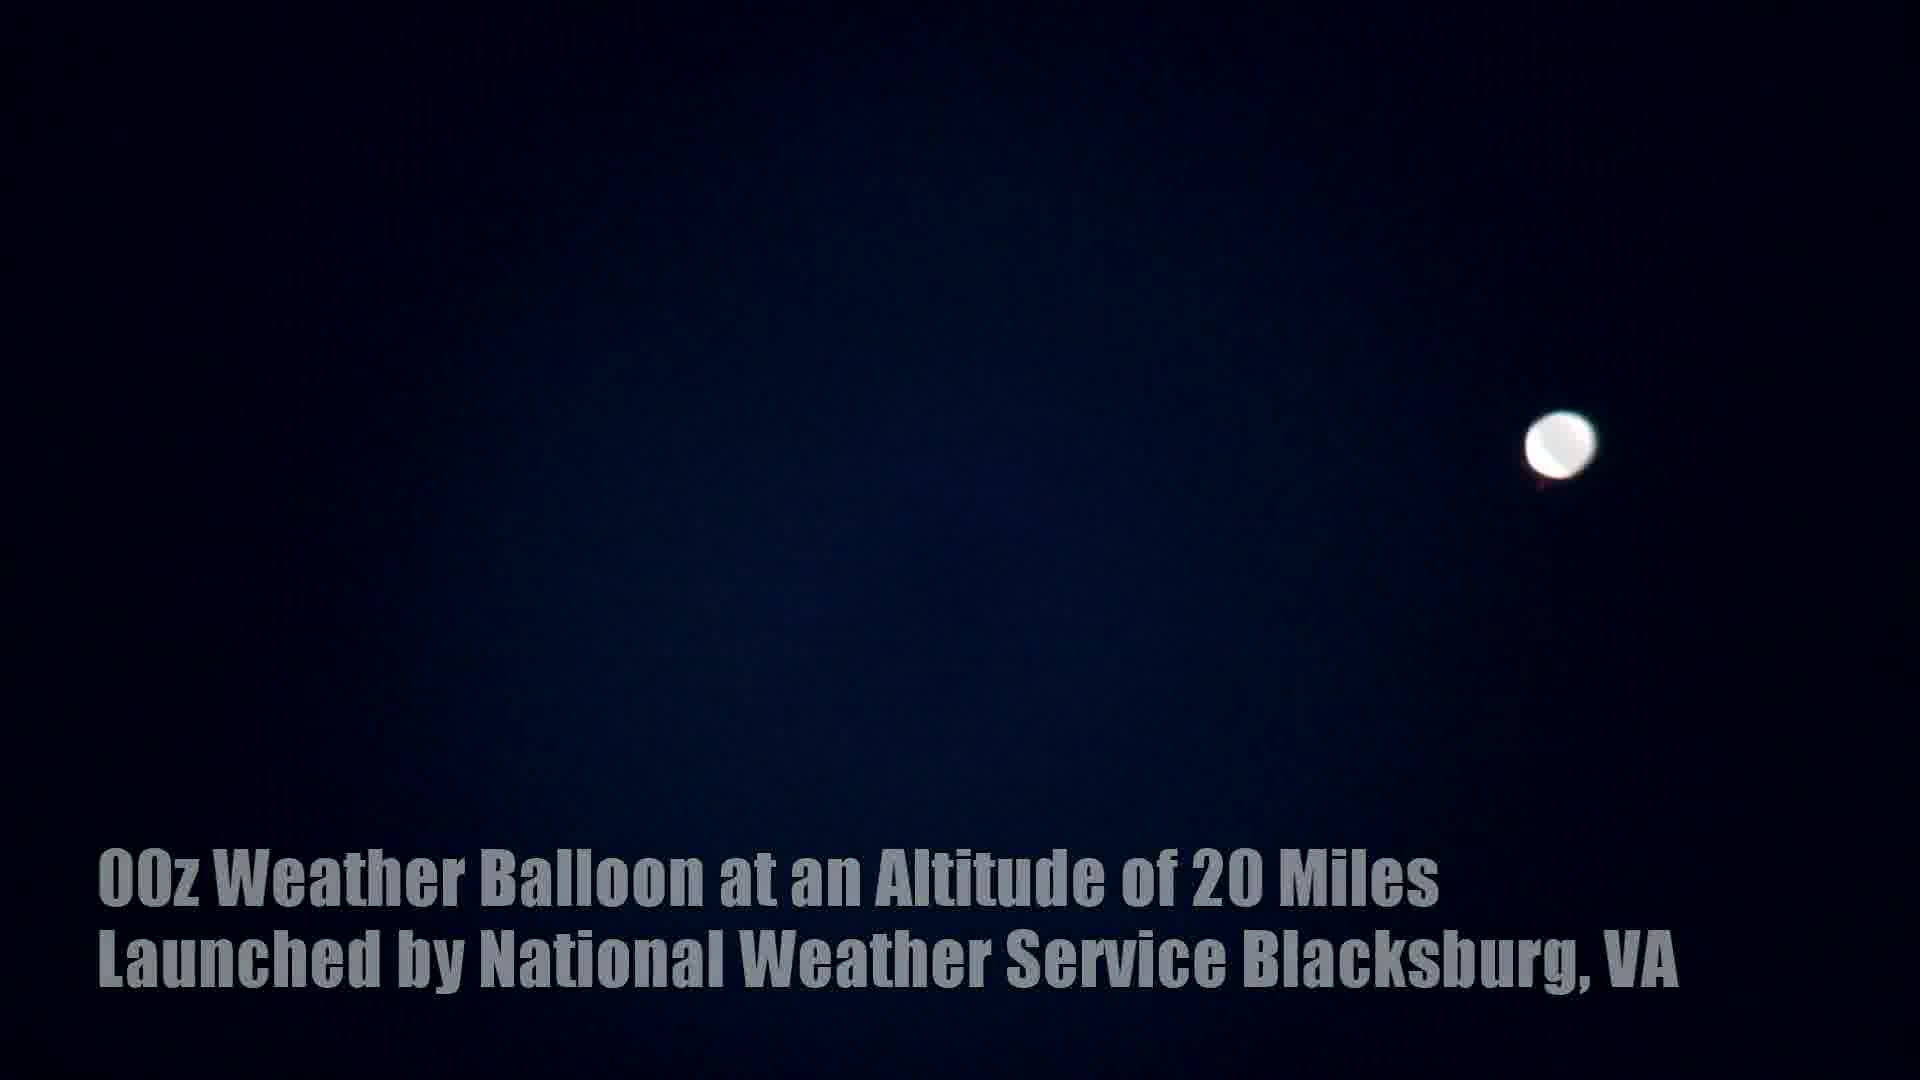 00z Weather Balloon at an Altitude of 20 Miles
Launched by National Weather Service Blacksburg, VA